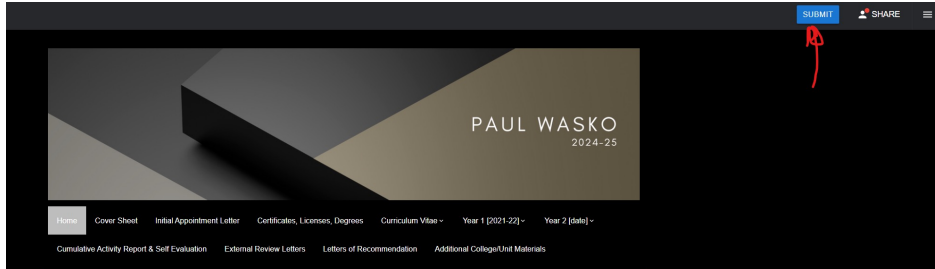 SUBMIT SHARE
PAUL WASKO
2024-25
Home Cover Sheet Initial Appointment Letter Certificates, Licenses, Degrees Curriculum Vitae Year 1 [2021-22] Year 2 [date]
Cumulative Activity Report & Self Evaluation External Review Letters Letters of Recommendation Additional College/Unit Materials